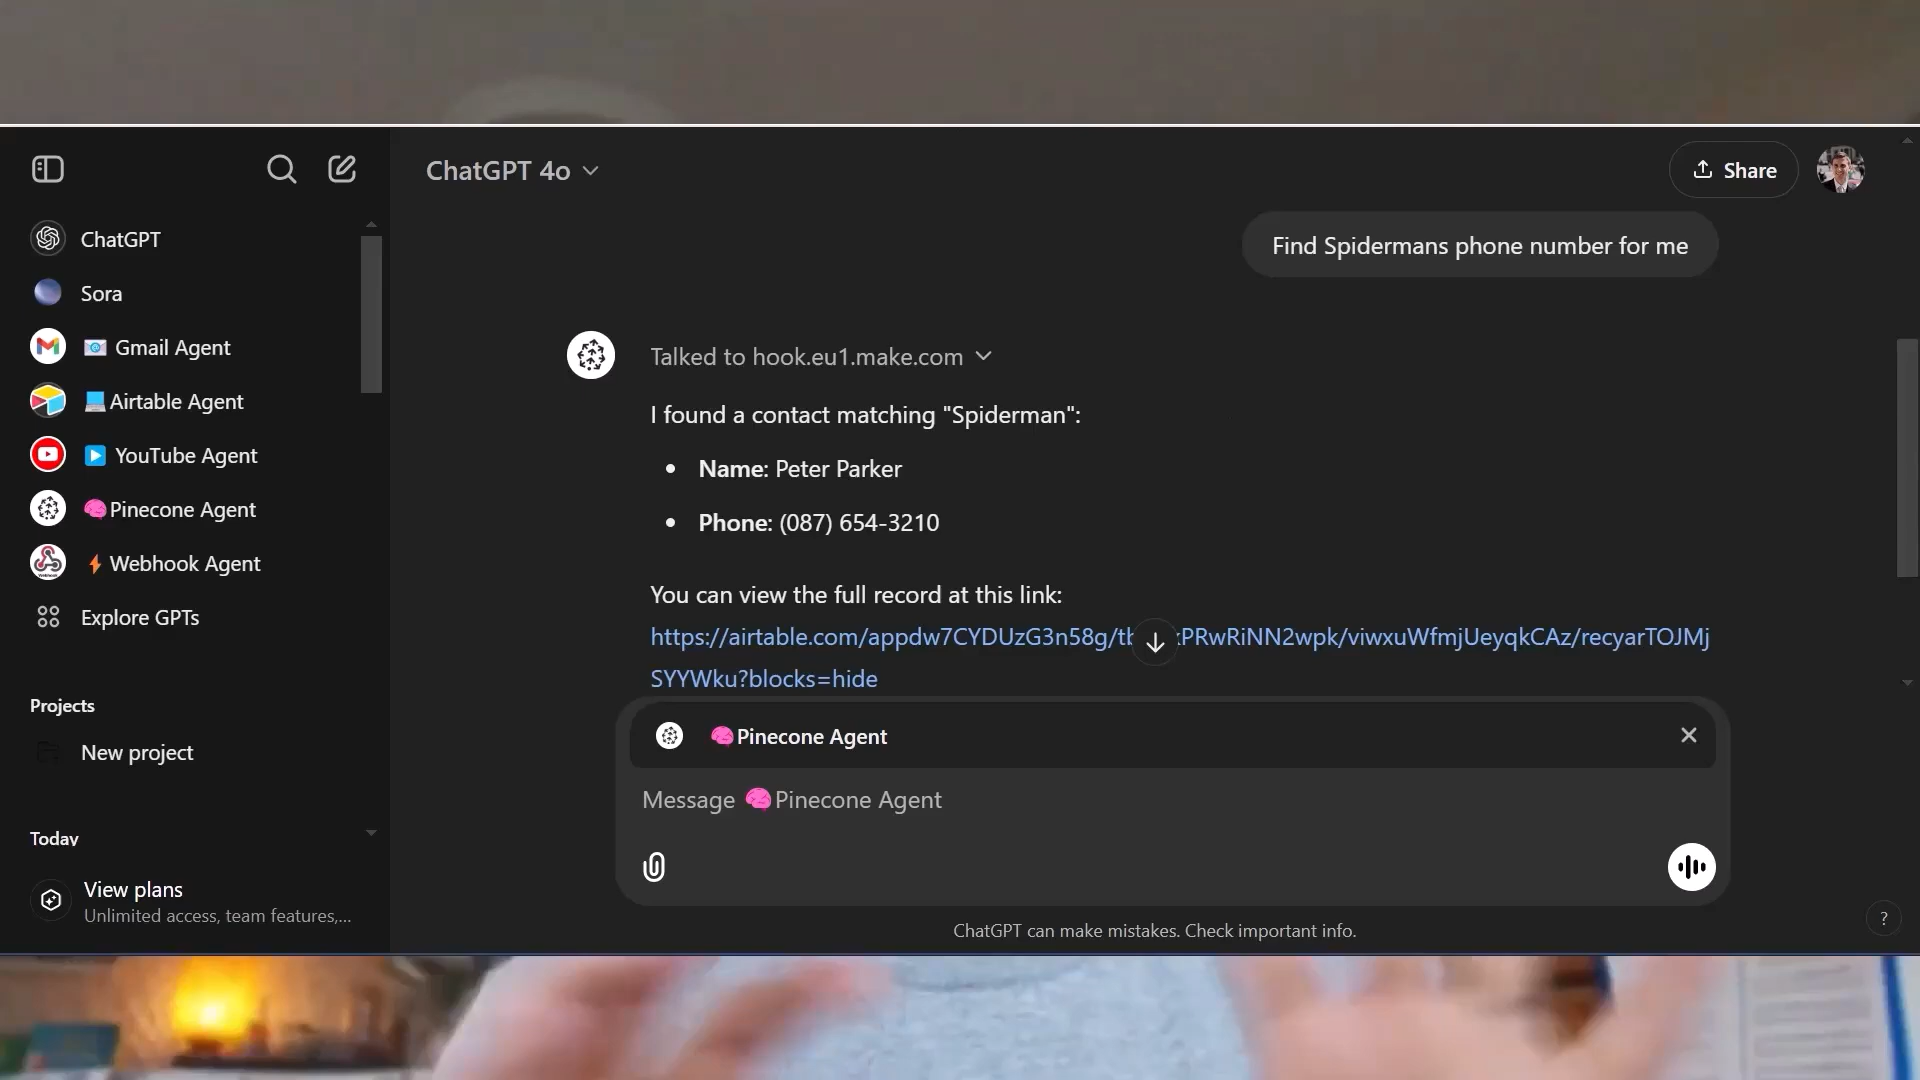 ChatGPT 4o
Share
ChatGPT
Sora
Gmail Agent
Airtable Agent
YouTube Agent
Pinecone Agent
Webhook Agent
Explore GPTs
Projects
New project
Today
View plans
Unlimited access, team features,...
Find Spidermans phone number for me
Talked to hook.eu1.make.com
I found a contact matching "Spiderman":
• Name: Peter Parker
• Phone: (087) 654-3210
You can view the full record at this link:
https://airtable.com/appdw7CYDUzG3n58g/
SYYWku?blocks=hide
Pinecone Agent
Message 🧠Pinecone Agent
ChatGPT can make mistakes. Check important info.
?